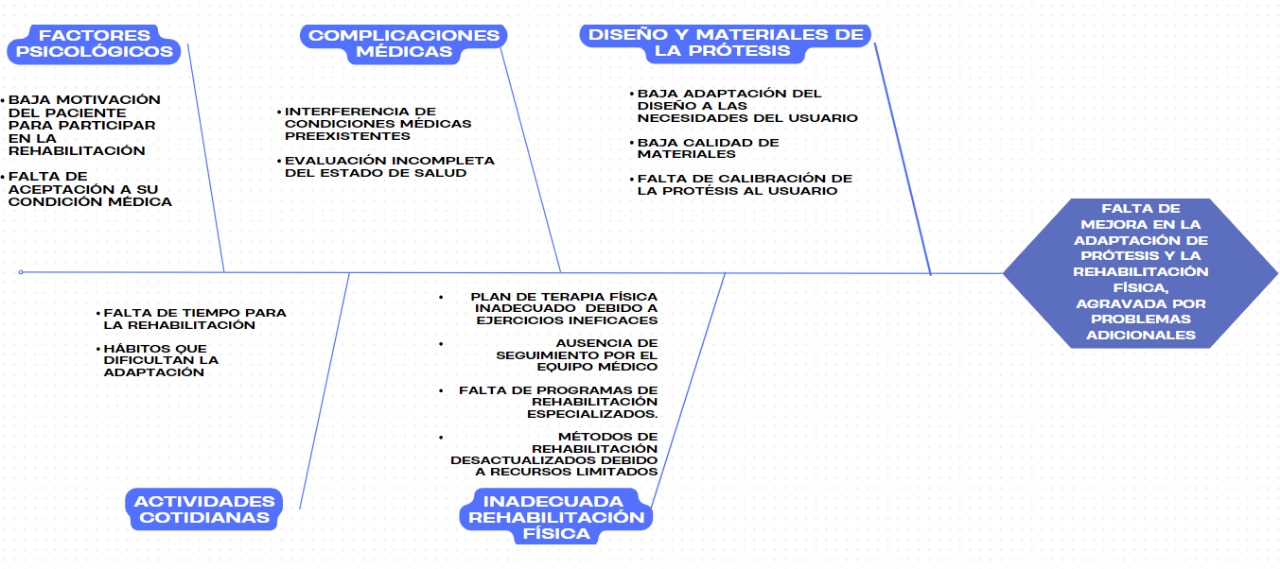 FACTORES
PSICOLÓGICOS
• BAJA MOTIVACIÓN
DEL PACIENTE
PARA PARTICIPAR
EN LA
REHABILITACIÓN
• FALTA DE
ACEPTACIÓN A SU
CONDICIÓN MÉDICA
COMPLICACIONES
MÉDICAS
• INTERFERENCIA DE
CONDICIONES MÉDICAS
PREEXISTENTES
• EVALUACIÓN INCOMPLETA
DEL ESTADO DE SALUD
DISEÑO Y MATERIALES DE
LA PRÓTESIS
• BAJA ADAPTACIÓN DEL
DISEÑO A LAS
NECESIDADES DEL USUARIO
• BAJA CALIDAD DE
MATERIALES
• FALTA DE CALIBRACIÓN DE
LA PROTÉSIS AL USUARIO
FALTA DE
MEJORA EN LA
ADAPTACIÓN DE
PRÓTESIS Y LA
REHABILITACIÓN
FÍSICA,
AGRAVADA POR
PROBLEMAS
ADICIONALES
• FALTA DE TIEMPO PARA
LA REHABILITACIÓN
• HÁBITOS QUE
DIFICULTAN LA
ADAPTACIÓN
ACTIVIDADES
COTIDIANAS
• PLAN DE TERAPIA FÍSICA
INADECUADO DEBIDO A
EJERCICIOS INEFICACES
• AUSENCIA DE
SEGUIMIENTO POR EL
EQUIPO MÉDICO
• FALTA DE PROGRAMAS DE
REHABILITACIÓN
ESPECIALIZADOS.
• MÉTODOS DE
REHABILITACIÓN
DESACTUALIZADOS DEBIDO
A RECURSOS LIMITADOS
INADECUADA
REHABILITACIÓN
FÍSICA